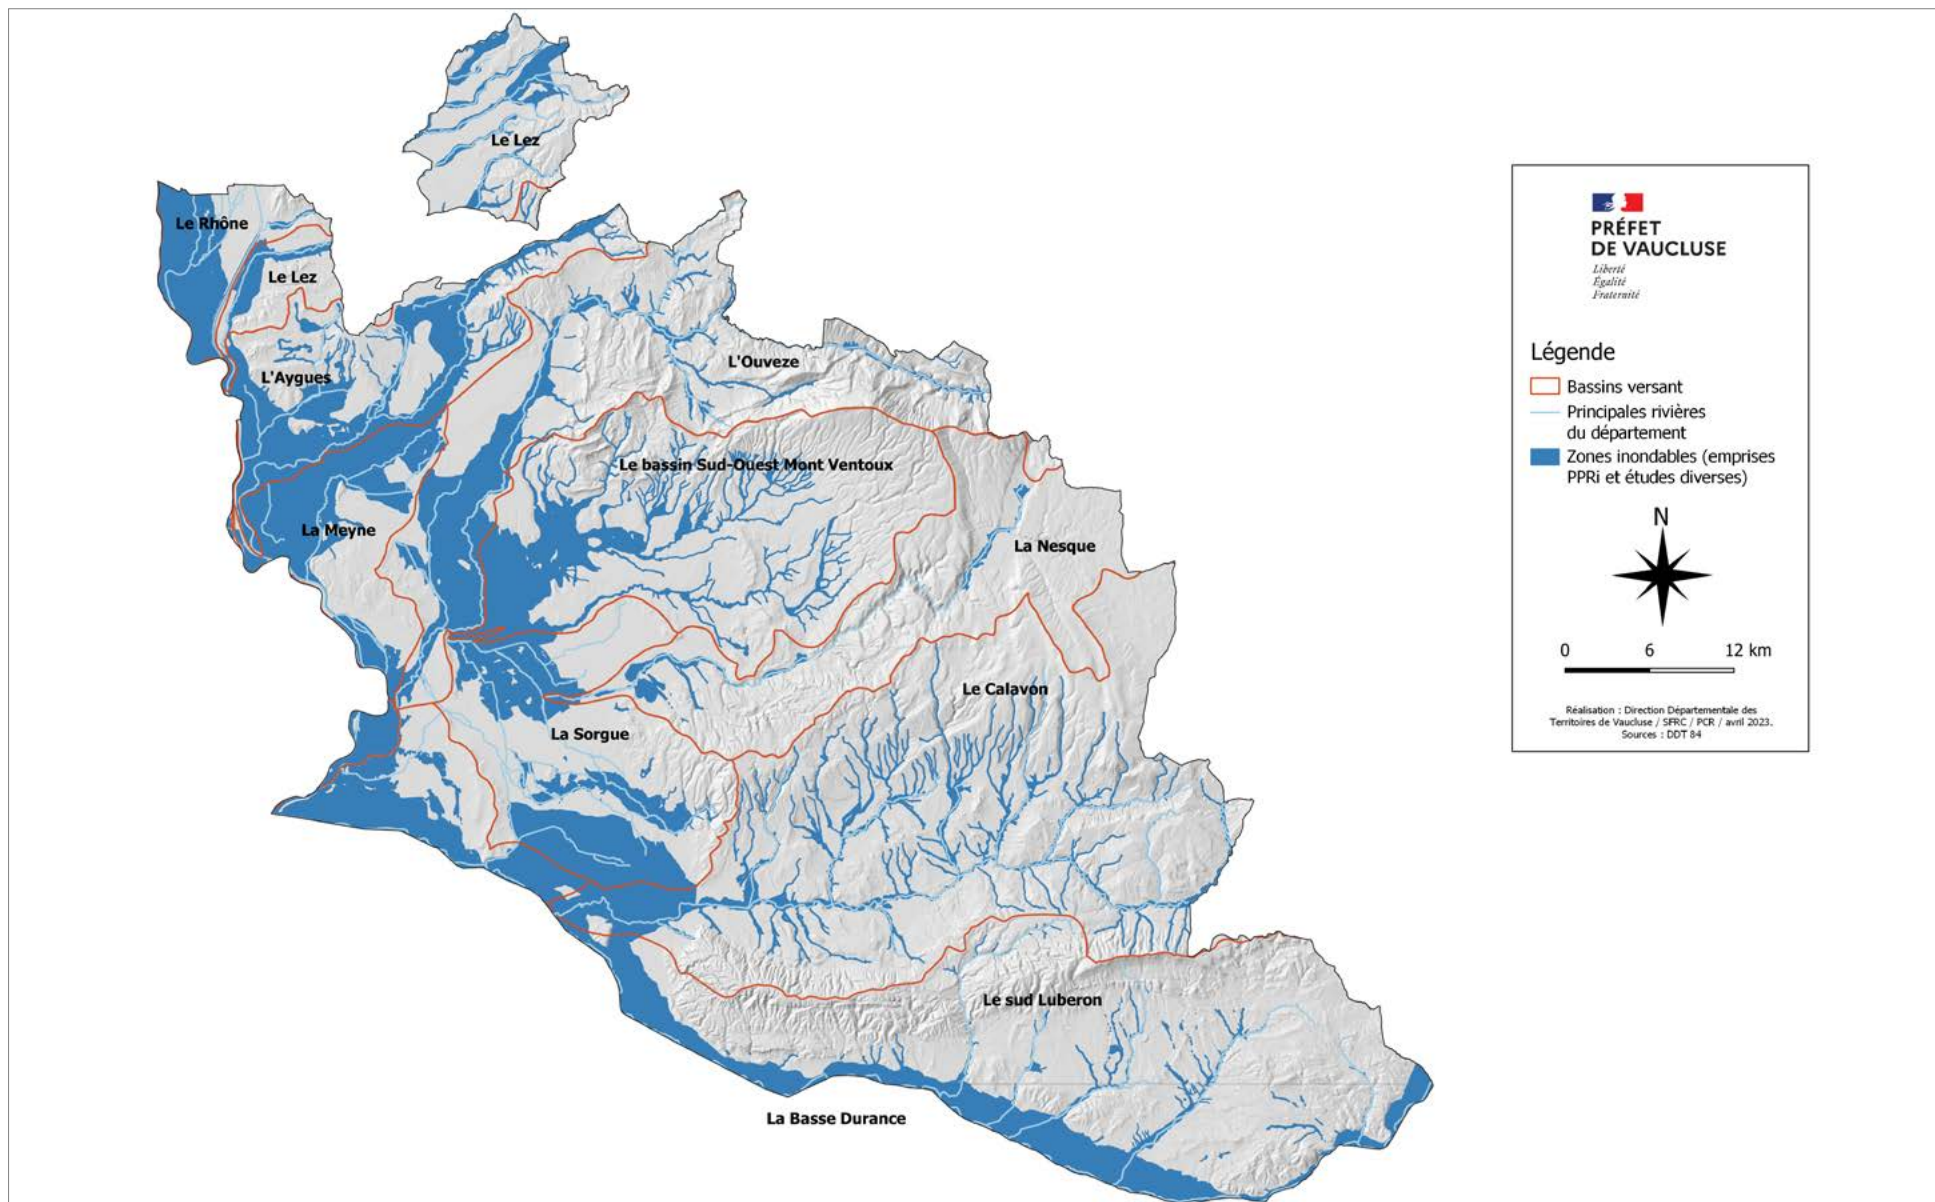 Le Lez
Le Rhône
Le Lez
L'Aygues
L'Ouveze
Le bassin Sud-Ouest Mont Ventoux
La Meyne
La Nesque
Le Calavon
La Sorgue
Le sud Luberon
La Basse Durance
PRÉFET
DE VAUCLUSE
Liberté
Égalité
Fraternité
Légende
Bassins versant
Principales rivières
du département
Zones inondables (emprises
PPRi et études diverses)
N
0 6 12 km
Réalisation : Direction Départementale des
Territoires de Vaucluse / SFRC / PCR / avril 2023.
Sources : DDT 84